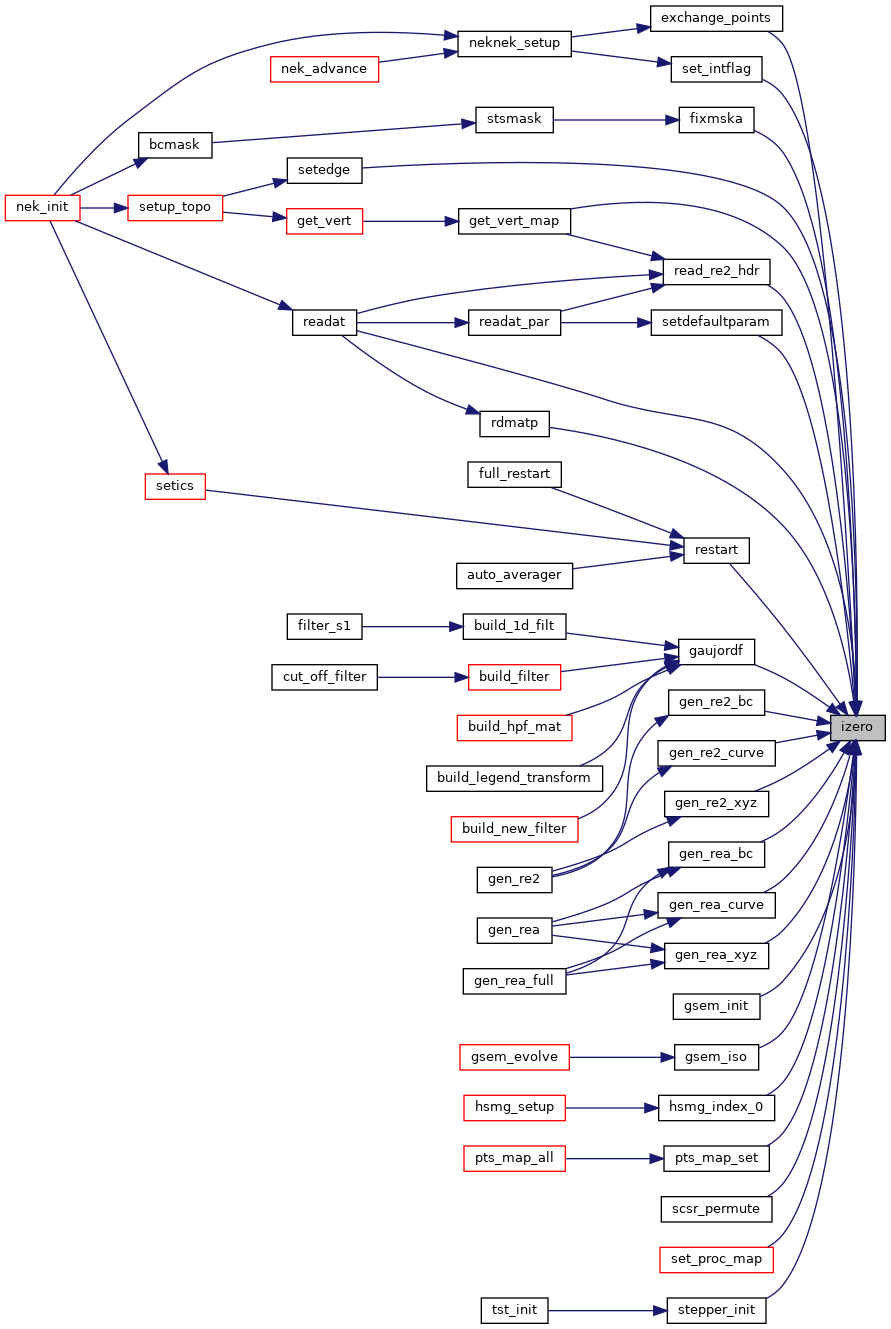 exchange_points
neknek_setup
nek_advance
set_intflag
stsmask
fixmska
bcmask
setedge
nek_init
setup_topo
get_vert
get_vert_map
read_re2_hdr
readat
readat_par
setdefaultparam
rdmatp
full_restart
setics
restart
auto_averager
filter_s1
build_1d_filt
gaujordf
cut_off_filter
build_filter
gen_re2_bc
build_hpf_mat
izero
gen_re2_curve
build_legend_transform
gen_re2_xyz
build_new_filter
gen_rea_bc
gen_re2
gen_rea_curve
gen_rea
gen_rea_xyz
gen_rea_full
gsem_init
gsem_evolve
gsem_iso
hsmg_setup
hsmg_index_0
pts_map_all
pts_map_set
scsr_permute
set_proc_map
tst_init
stepper_init